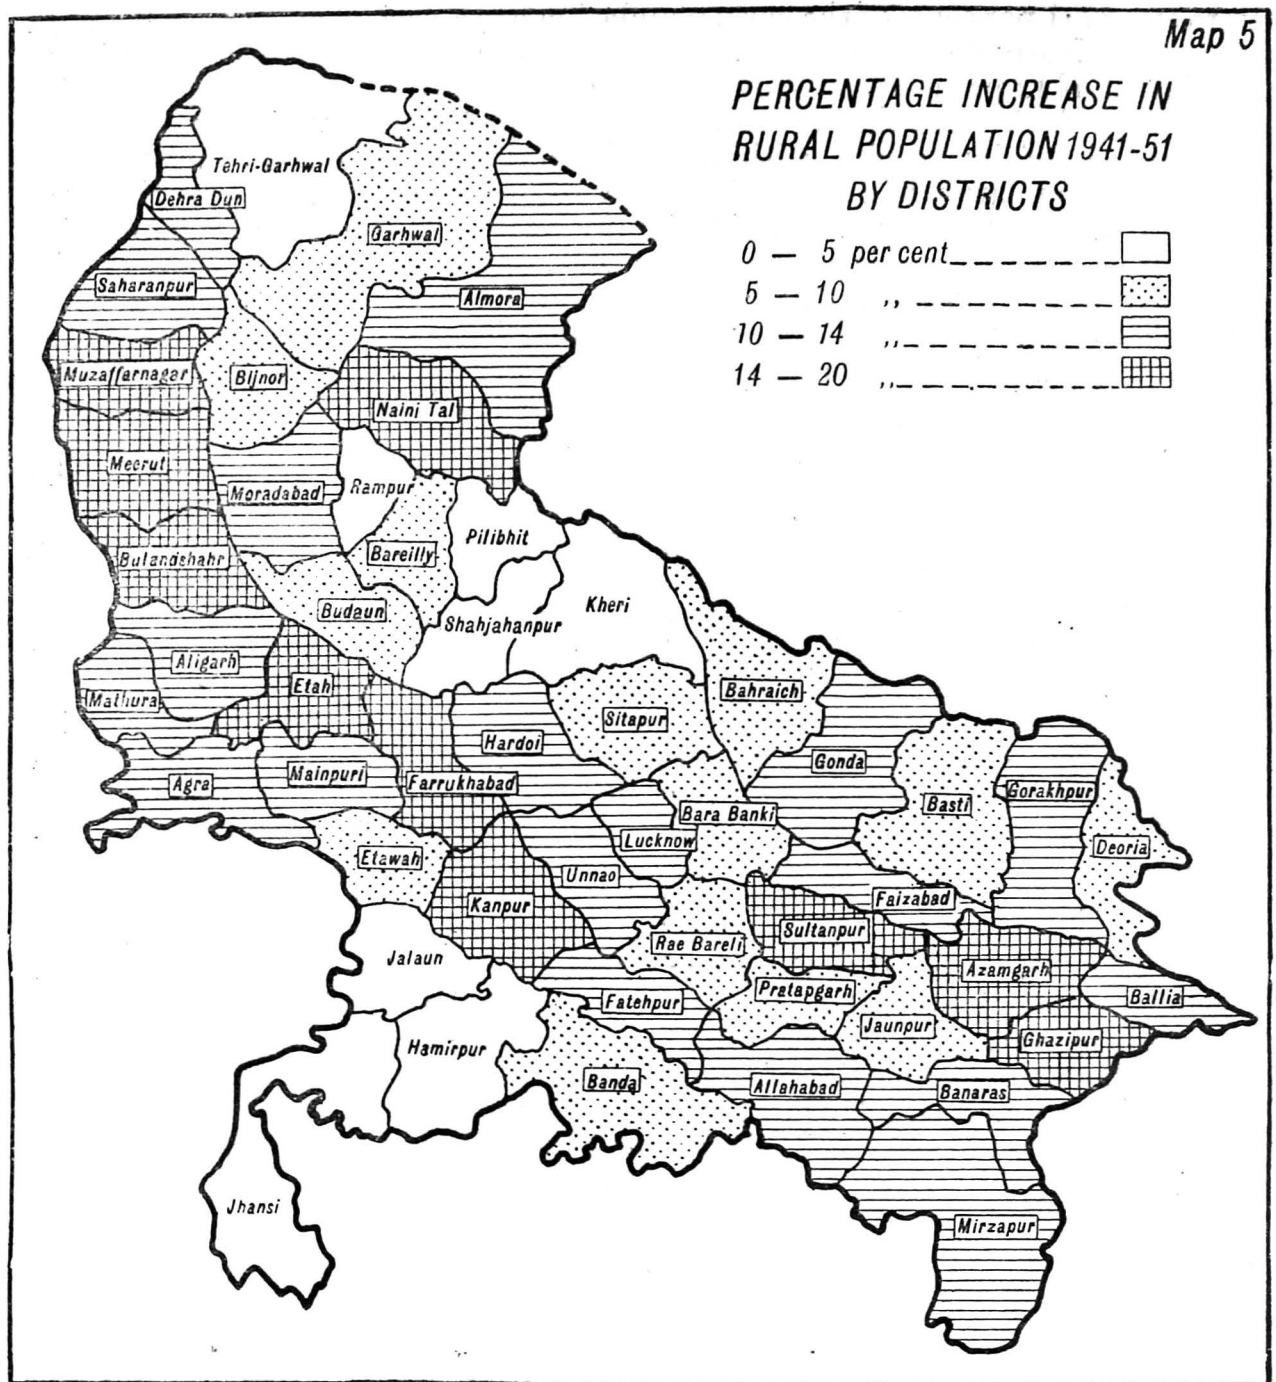 Map 5
PERCENTAGE INCREASE IN
RURAL POPULATION 1941-51
BY DISTRICTS
0 — 5 per cent
5 — 10 ,,
10 — 14 ,,
14 — 20 ,,
Tehri-Garhwal
Dehra Dun
Garhwal
Saharanpur
Almora
Muzaffarnagar
Bijnor
Naini Tal
Meerut
Moradabad
Rampur
Pilibhit
Bareilly
Bulandshahr
Kheri
Budaun
Shahjahanpur
Aligarh
Etah
Bahraich
Mathura
Sitapur
Hardoi
Gonda
Mainpuri
Agra
Farrukhabad
Gorakhpur
Basti
Bara Banki
Lucknow
Deoria
Etawah
Unnao
Faizabad
Kanpur
Sultanpur
Rae Bareli
Jalaun
Azamgarh
Pratapgarh
Ballia
Fatehpur
Jaunpur
Ghazipur
Hamirpur
Banda
Allahabad
Banaras
Jhansi
Mirzapur